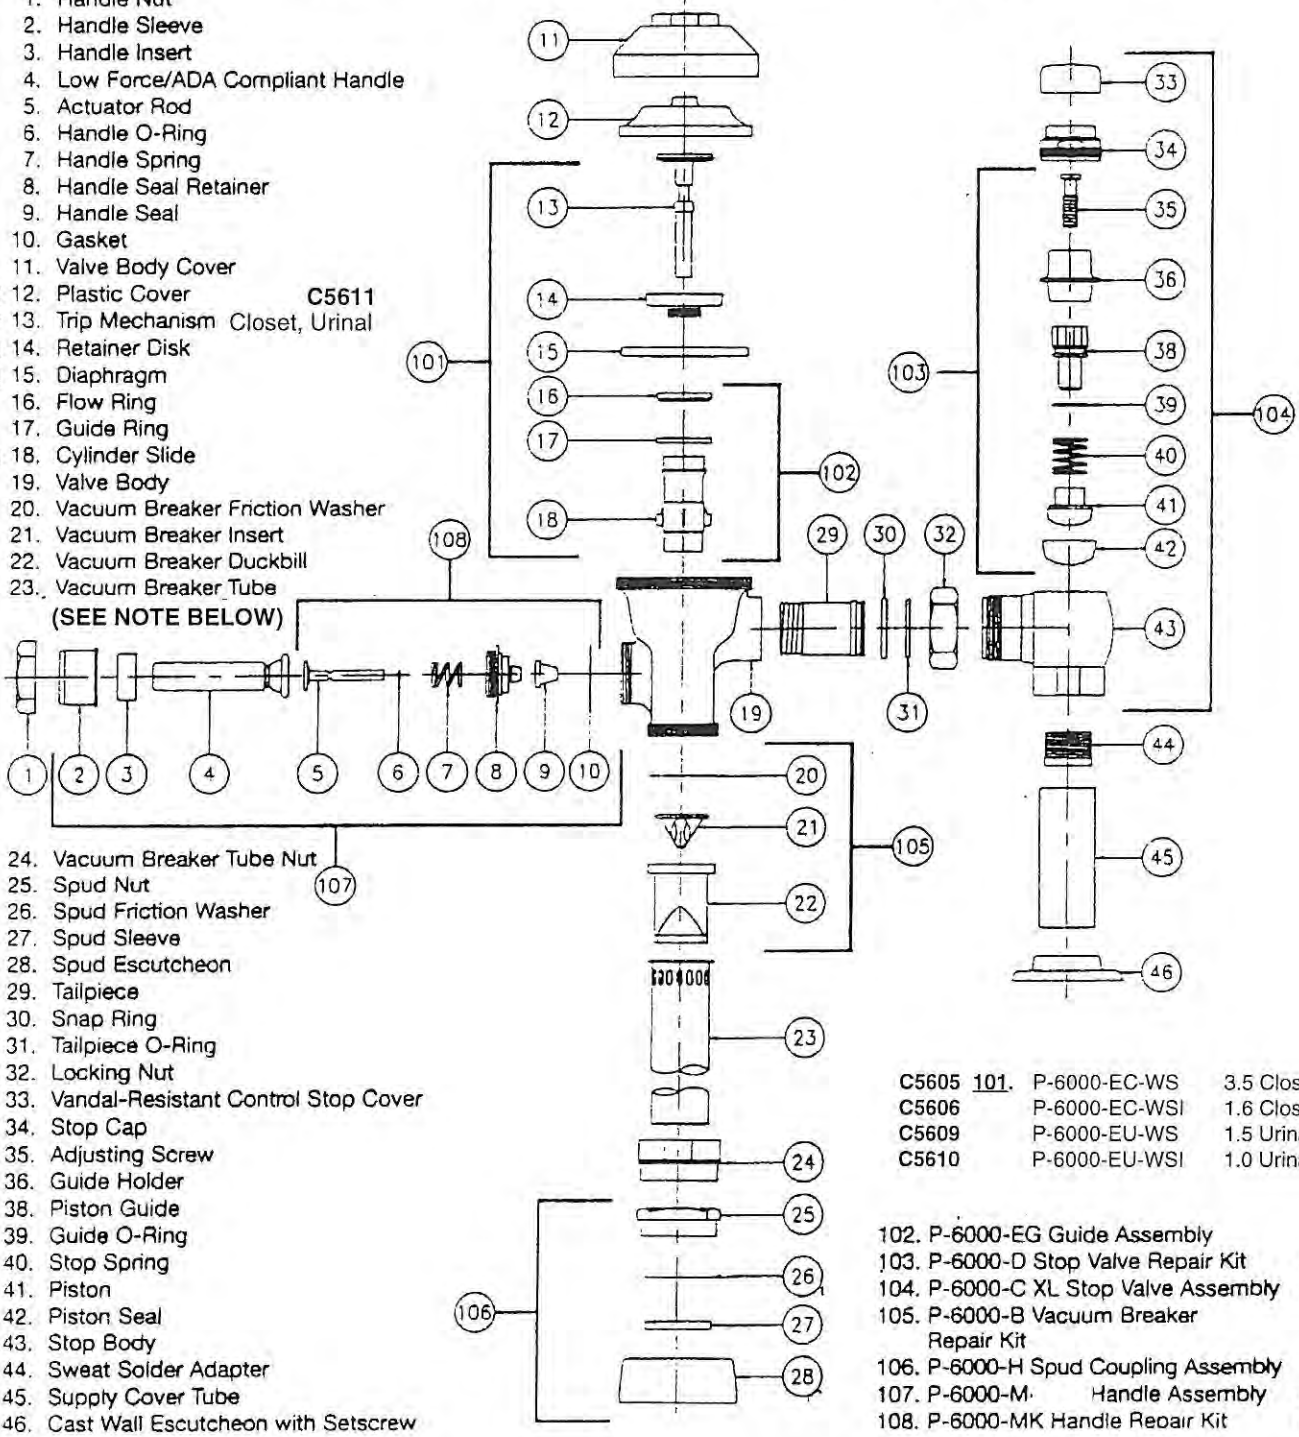 1. Handle Nut
2. Handle Sleeve
3. Handle Insert
4. Low Force/ADA Compliant Handle
5. Actuator Rod
6. Handle O-Ring
7. Handle Spring
8. Handle Seal Retainer
9. Handle Seal
10. Gasket
11. Valve Body Cover
12. Plastic Cover C5611
13. Trip Mechanism Closet, Urinal
14. Retainer Disk
15. Diaphragm
16. Flow Ring
17. Guide Ring
18. Cylinder Slide
19. Valve Body
20. Vacuum Breaker Friction Washer
21. Vacuum Breaker Insert
22. Vacuum Breaker Duckbill
23. Vacuum Breaker Tube
(SEE NOTE BELOW)
11
12
13
14
15
16
17
18
101
102
108
29
30
32
31
19
33
34
35
36
38
39
40
41
42
43
103
104
44
45
46
1 2 3 4 5 6 7 8 9 10
107
20
21
22
105
23
24
25
26
27
28
106
24. Vacuum Breaker Tube Nut
25. Spud Nut
26. Spud Friction Washer
27. Spud Sleeve
28. Spud Escutcheon
29. Tailpiece
30. Snap Ring
31. Tailpiece O-Ring
32. Locking Nut
33. Vandal-Resistant Control Stop Cover
34. Stop Cap
35. Adjusting Screw
36. Guide Holder
38. Piston Guide
39. Guide O-Ring
40. Stop Spring
41. Piston
42. Piston Seal
43. Stop Body
44. Sweat Solder Adapter
45. Supply Cover Tube
46. Cast Wall Escutcheon with Setscrew
C5605 101. P-6000-EC-WS 3.5 Clos
C5606 P-6000-EC-WSI 1.6 Clos
C5609 P-6000-EU-WS 1.5 Urin
C5610 P-6000-EU-WSI 1.0 Urin
102. P-6000-EG Guide Assembly
103. P-6000-D Stop Valve Repair Kit
104. P-6000-C XL Stop Valve Assembly
105. P-6000-B Vacuum Breaker
Repair Kit
106. P-6000-H Spud Coupling Assembly
107. P-6000-M Handle Assembly
108. P-6000-MK Handle Repair Kit